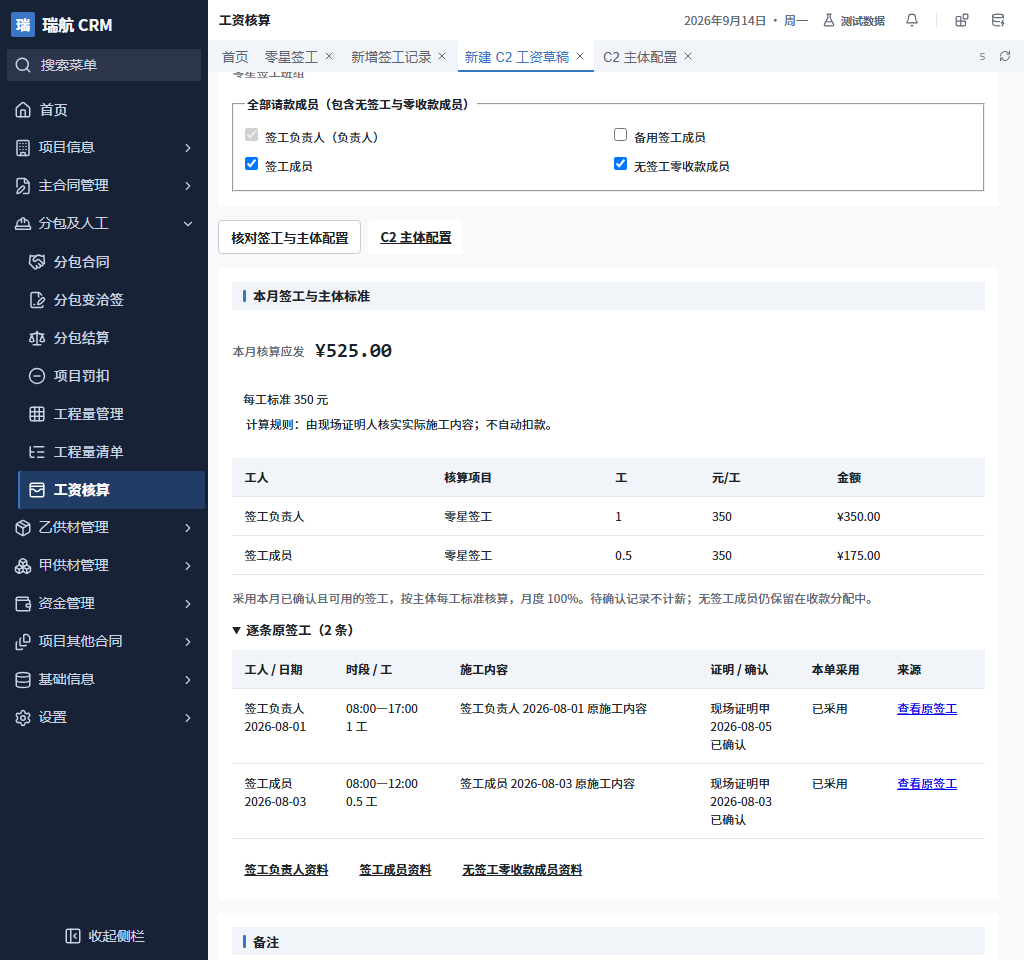 瑞 瑞航 CRM
搜索菜单
首页
项目信息
主合同管理
分包及人工
分包合同
分包变洽签
分包结算
项目罚扣
工程量管理
工程量清单
工资核算
乙供材管理
甲供材管理
资金管理
项目其他合同
基础信息
设置
收起侧栏
工资核算
2026年9月14日 · 周一 测试数据
首页 零星签工 × 新增签工记录 × 新建 C2 工资草稿 × C2 主体配置 × 5
零星签工班组
全部请款成员（包含无签工与零收款成员）
签工负责人（负责人） 备用签工成员
签工成员 无签工零收款成员
核对签工与主体配置 C2 主体配置
本月签工与主体标准
本月核算应发 ¥525.00
每工标准 350 元
计算规则：由现场证明人核实实际施工内容；不自动扣款。
工人 核算项目 工 元/工 金额
签工负责人 零星签工 1 350 ¥350.00
签工成员 零星签工 0.5 350 ¥175.00
采用本月已确认且可用的签工，按主体每工标准核算，月度 100%。待确认记录不计薪；无签工成员仍保留在收款分配中。
▼ 逐条原签工（2 条）
工人 / 日期 时段 / 工 施工内容 证明 / 确认 本单采用 来源
签工负责人 08:00—17:00 签工负责人 2026-08-01 原施工内容 现场证明甲 已采用 查看原签工
2026-08-01 1 工 2026-08-05
已确认
签工成员 08:00—12:00 签工成员 2026-08-03 原施工内容 现场证明甲 已采用 查看原签工
2026-08-03 0.5 工 2026-08-03
已确认
签工负责人资料 签工成员资料 无签工零收款成员资料
备注